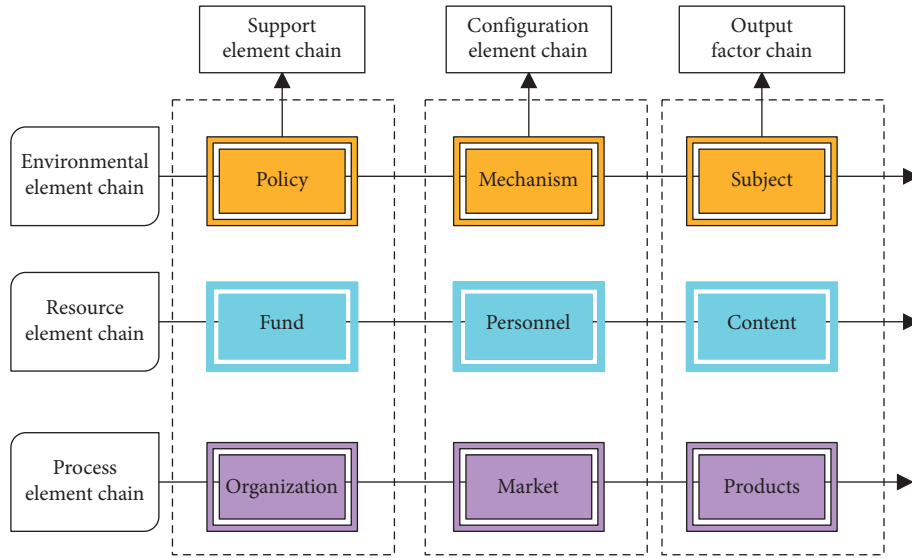 Support
element chain
Configuration
element chain
Output
factor chain
Environmental
element chain
Policy
Mechanism
Subject
Resource
element chain
Fund
Personnel
Content
Process
element chain
Organization
Market
Products